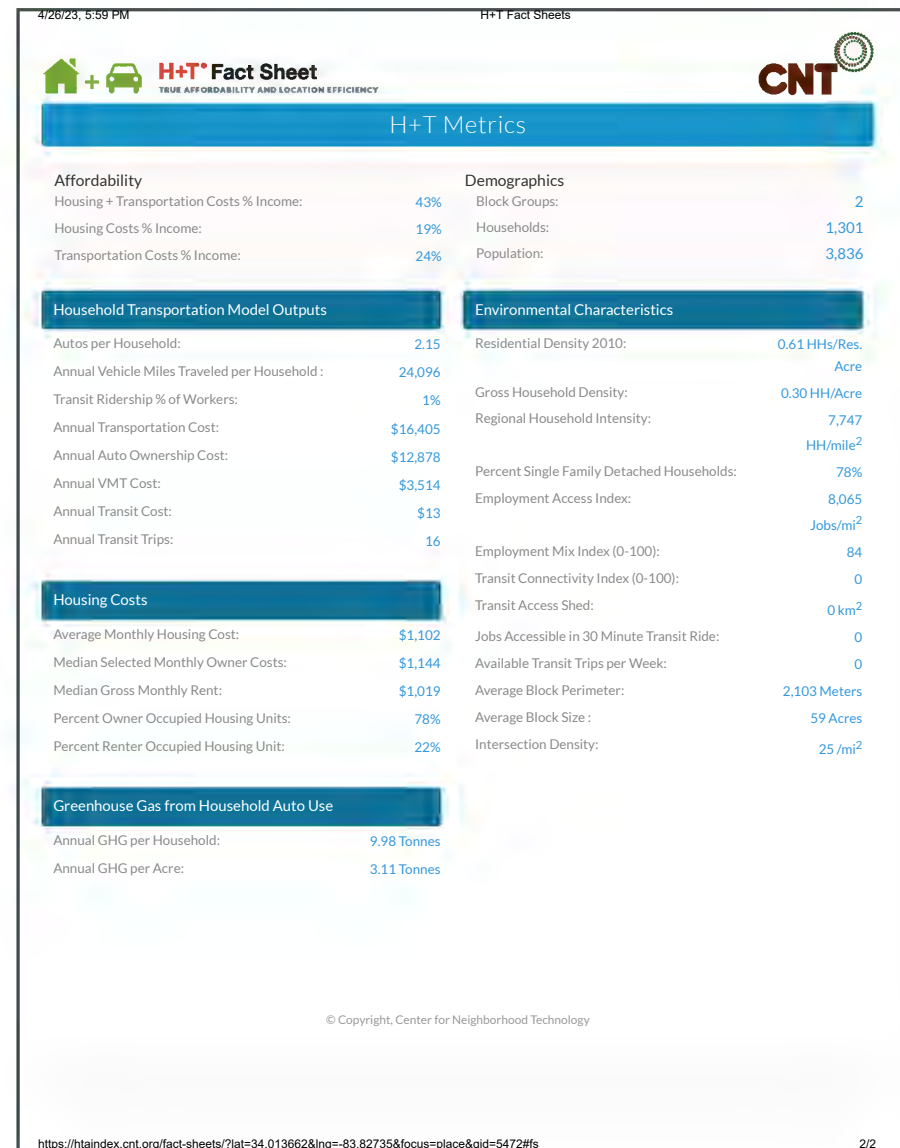 4/26/23, 5:59 PM
H+T Fact Sheets
H+T Fact Sheet
TRUE AFFORDABILITY AND LOCATION EFFICIENCY
CNT
H+T Metrics
Affordability
Housing + Transportation Costs % Income: 43%
Housing Costs % Income: 19%
Transportation Costs % Income: 24%
Demographics
Block Groups: 2
Households: 1,301
Population: 3,836
Household Transportation Model Outputs
Autos per Household: 2.15
Annual Vehicle Miles Traveled per Household : 24,096
Transit Ridership % of Workers: 1%
Annual Transportation Cost: $16,405
Annual Auto Ownership Cost: $12,878
Annual VMT Cost: $3,514
Annual Transit Cost: $13
Annual Transit Trips: 16
Housing Costs
Average Monthly Housing Cost: $1,102
Median Selected Monthly Owner Costs: $1,144
Median Gross Monthly Rent: $1,019
Percent Owner Occupied Housing Units: 78%
Percent Renter Occupied Housing Unit: 22%
Greenhouse Gas from Household Auto Use
Annual GHG per Household: 9.98 Tonnes
Annual GHG per Acre: 3.11 Tonnes
Environmental Characteristics
Residential Density 2010: 0.61 HHs/Res.
Acre
Gross Household Density: 0.30 HH/Acre
Regional Household Intensity: 7,747
HH/mile2
Percent Single Family Detached Households: 78%
Employment Access Index: 8,065
Jobs/mi2
Employment Mix Index (0-100): 84
Transit Connectivity Index (0-100): 0
Transit Access Shed: 0 km2
Jobs Accessible in 30 Minute Transit Ride: 0
Available Transit Trips per Week: 0
Average Block Perimeter: 2,103 Meters
Average Block Size : 59 Acres
Intersection Density: 25 /mi2
© Copyright, Center for Neighborhood Technology
https://htaindex.cnt.org/fact-sheets/?lat=34.013662&lng=-83.82735&focus=place&gid=5472#fs
2/2